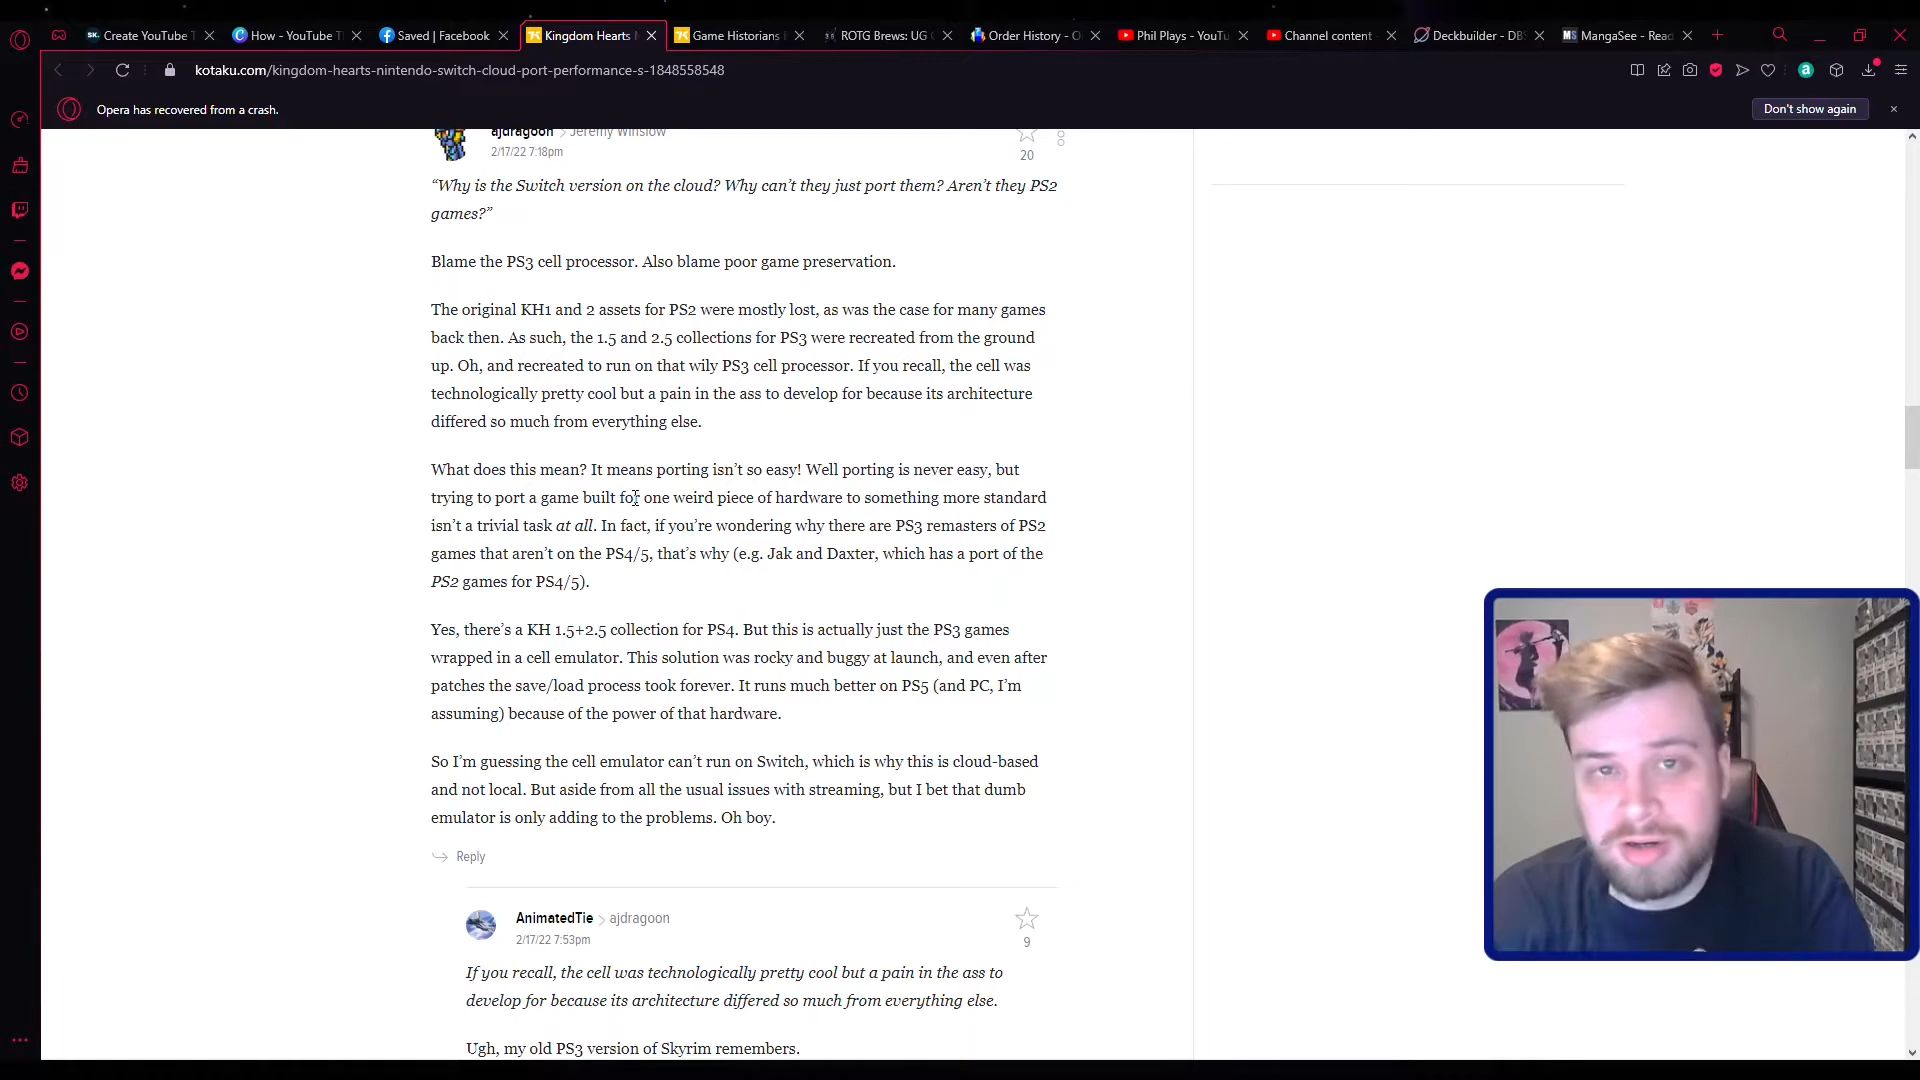 Create YouTube T
How - YouTube T
Saved | Facebook
Kingdom Hearts
Game Historians
ROTG Brews: UG
Order History - O
Phil Plays - YouTu
Channel content
Deckbuilder - DBS
MangaSee - Read
kotaku.com/kingdom-hearts-nintendo-switch-cloud-port-performance-s-1848558548
Opera has recovered from a crash.
Don't show again
ajdragoon > Jeremy Winslow
2/17/22 7:18pm
20
“Why is the Switch version on the cloud? Why can’t they just port them? Aren’t they PS2
games?”
Blame the PS3 cell processor. Also blame poor game preservation.
The original KH1 and 2 assets for PS2 were mostly lost, as was the case for many games
back then. As such, the 1.5 and 2.5 collections for PS3 were recreated from the ground
up. Oh, and recreated to run on that wily PS3 cell processor. If you recall, the cell was
technologically pretty cool but a pain in the ass to develop for because its architecture
differed so much from everything else.
What does this mean? It means porting isn’t so easy! Well porting is never easy, but
trying to port a game built for one weird piece of hardware to something more standard
isn’t a trivial task at all. In fact, if you’re wondering why there are PS3 remasters of PS2
games that aren’t on the PS4/5, that’s why (e.g. Jak and Daxter, which has a port of the
PS2 games for PS4/5).
Yes, there’s a KH 1.5+2.5 collection for PS4. But this is actually just the PS3 games
wrapped in a cell emulator. This solution was rocky and buggy at launch, and even after
patches the save/load process took forever. It runs much better on PS5 (and PC, I’m
assuming) because of the power of that hardware.
So I’m guessing the cell emulator can’t run on Switch, which is why this is cloud-based
and not local. But aside from all the usual issues with streaming, but I bet that dumb
emulator is only adding to the problems. Oh boy.
Reply
AnimatedTie > ajdragoon
2/17/22 7:53pm
9
If you recall, the cell was technologically pretty cool but a pain in the ass to
develop for because its architecture differed so much from everything else.
Ugh, my old PS3 version of Skyrim remembers.